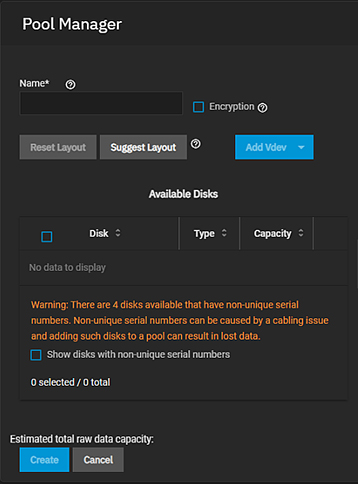 Pool Manager
Name*
Encryption
Reset Layout Suggest Layout Add Vdev
Available Disks
Disk Type Capacity
No data to display
Warning: There are 4 disks available that have non-unique serial
numbers. Non-unique serial numbers can be caused by a cabling issue
and adding such disks to a pool can result in lost data.
Show disks with non-unique serial numbers
0 selected / 0 total
Estimated total raw data capacity:
Create Cancel